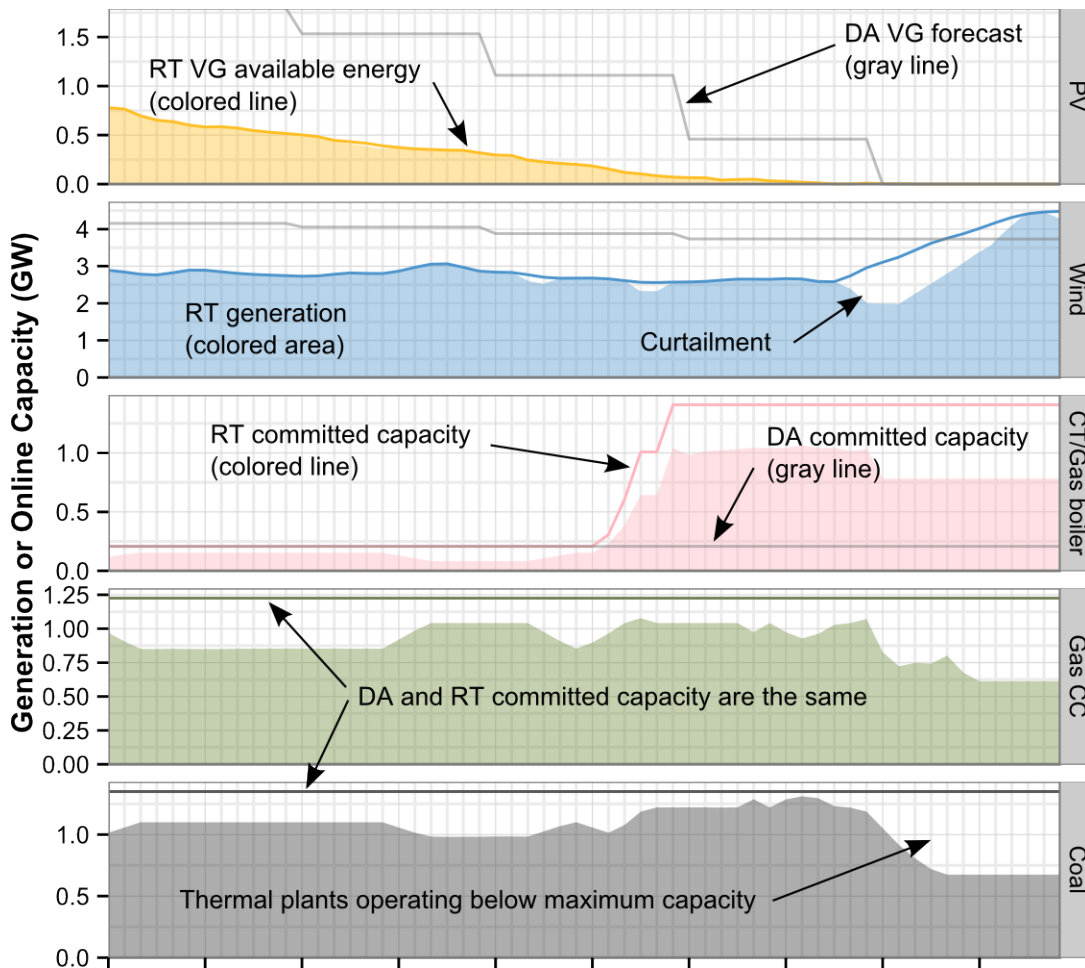 Generation or Online Capacity (GW)
1.5
1.0
0.5
0.0
RT VG available energy
(colored line)
DA VG forecast
(gray line)
PV
4
3
2
1
0
RT generation
(colored area)
Curtailment
Wind
1.0
0.5
0.0
RT committed capacity
(colored line)
DA committed capacity
(gray line)
CT/Gas boiler
1.25
1.00
0.75
0.50
0.25
0.00
DA and RT committed capacity are the same
Gas CC
1.0
0.5
0.0
Thermal plants operating below maximum capacity
Coal